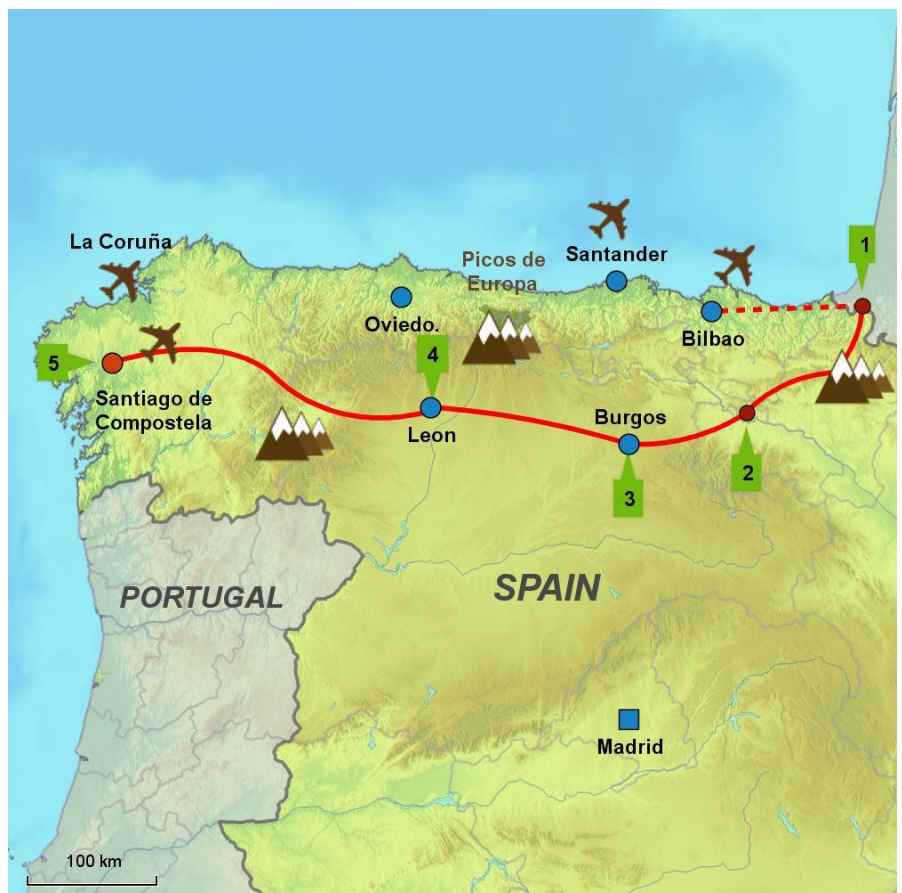 La Coruña
Picos de
Europa
Santander
1
Oviedo.
Bilbao
5
4
Santiago de
Compostela
Leon
Burgos
2
3
PORTUGAL
SPAIN
Madrid
100 km